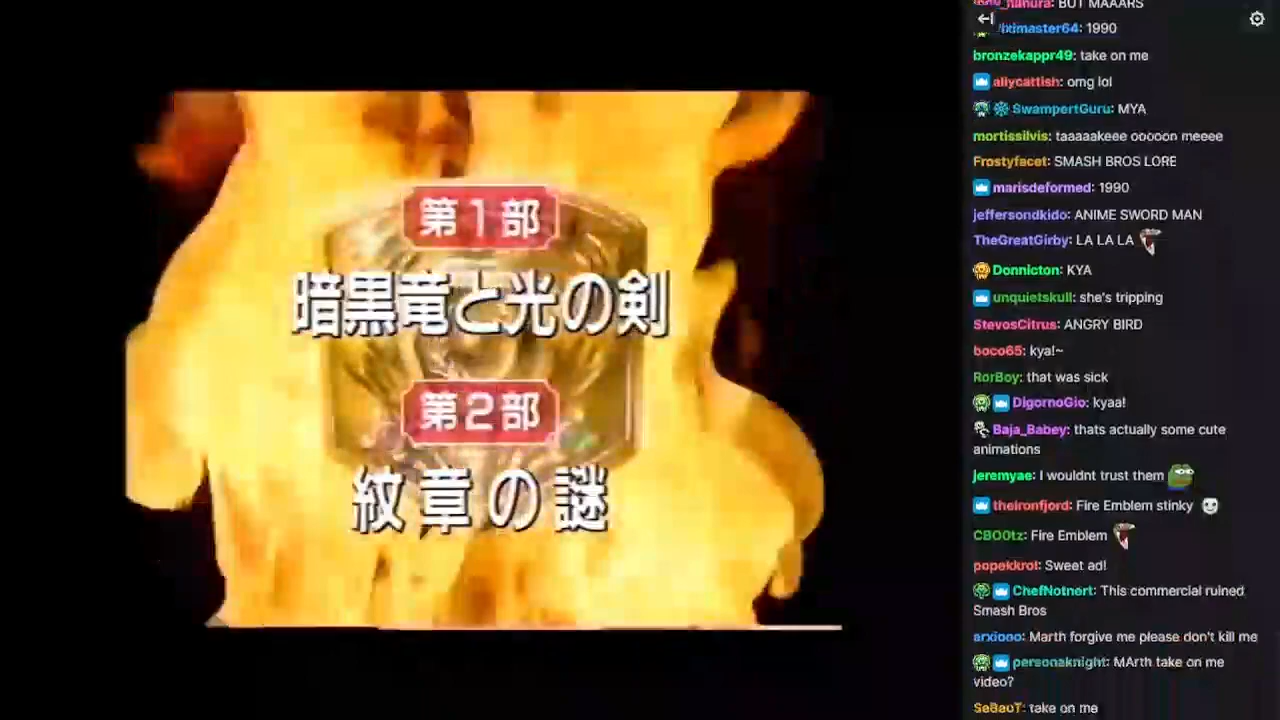 第1部
暗黒竜と光の剣
第2部
紋章の謎
BUT MAAARS
1990
bronzekappr49: take on me
allycattish: omg lol
SwampertGuru: MYA
mortissilvis: taaaaakeee ooooon meeee
Frostyfacet: SMASH BROS LORE
marisdeformed: 1990
jeffersondkido: ANIME SWORD MAN
TheGreatGirby: LA LA LA
Donnicton: KYA
unquietskull: she's tripping
StevosCitrus: ANGRY BIRD
boco65: kya!~
RorBoy: that was sick
DigornoGio: kyaa!
Baja_Babey: thats actually some cute
animations
jeremyae: I wouldnt trust them
theironfjord: Fire Emblem stinky
CBO0tz: Fire Emblem
popekkrol: Sweet ad!
ChefNotnort: This commercial ruined
Smash Bros
arxiooo: Marth forgive me please don't kill me
personaknight: MArth take on me
video?
SeBaoT: take on me